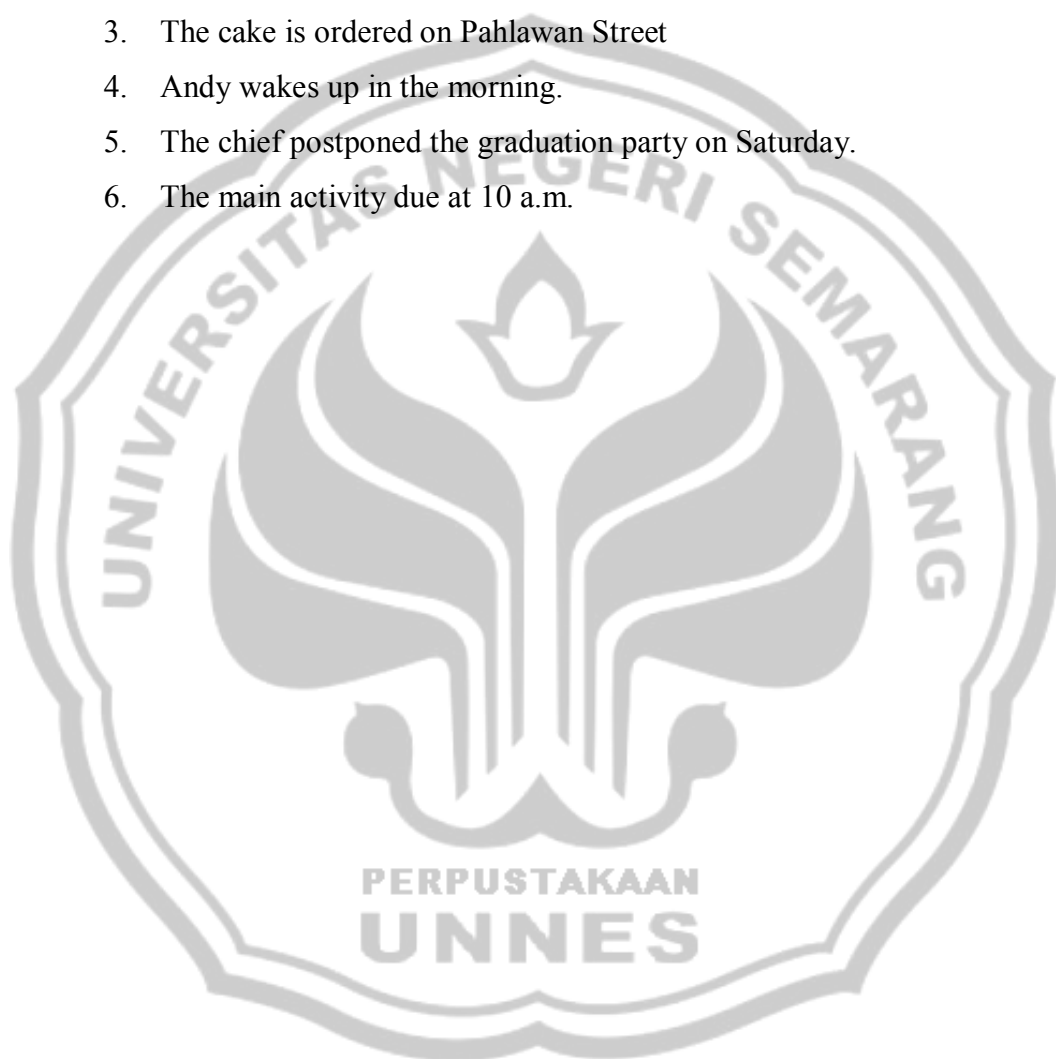 3. The cake is ordered on Pahlawan Street
4. Andy wakes up in the morning.
5. The chief postponed the graduation party on Saturday.
6. The main activity due at 10 a.m.
UNIVERSITAS NEGERI SEMARANG
PERPUSTAKAAN
UNNES